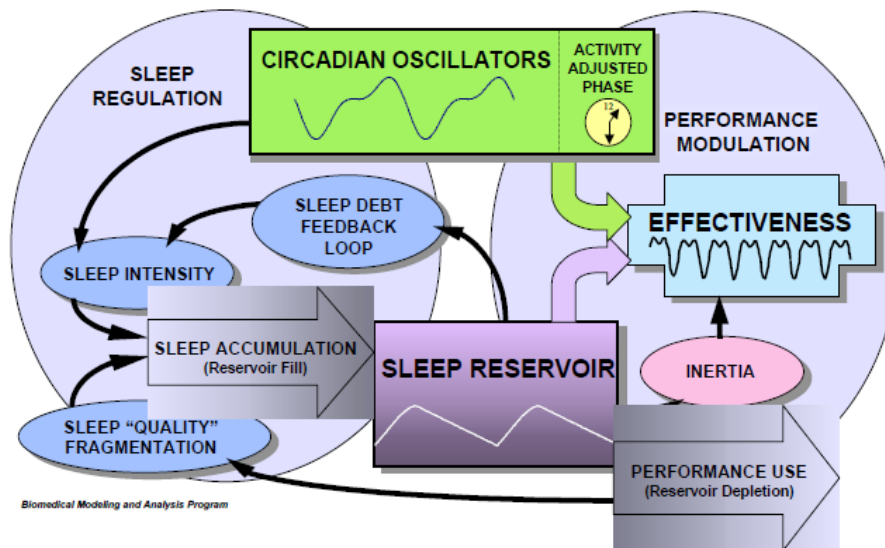 SLEEP
REGULATION
CIRCADIAN OSCILLATORS
ACTIVITY
ADJUSTED
PHASE
12
PERFORMANCE
MODULATION
SLEEP DEBT
FEEDBACK
LOOP
EFFECTIVENESS
SLEEP INTENSITY
SLEEP ACCUMULATION
(Reservoir Fill)
SLEEP RESERVOIR
INERTIA
SLEEP “QUALITY”
FRAGMENTATION
PERFORMANCE USE
(Reservoir Depletion)
Biomedical Modeling and Analysis Program